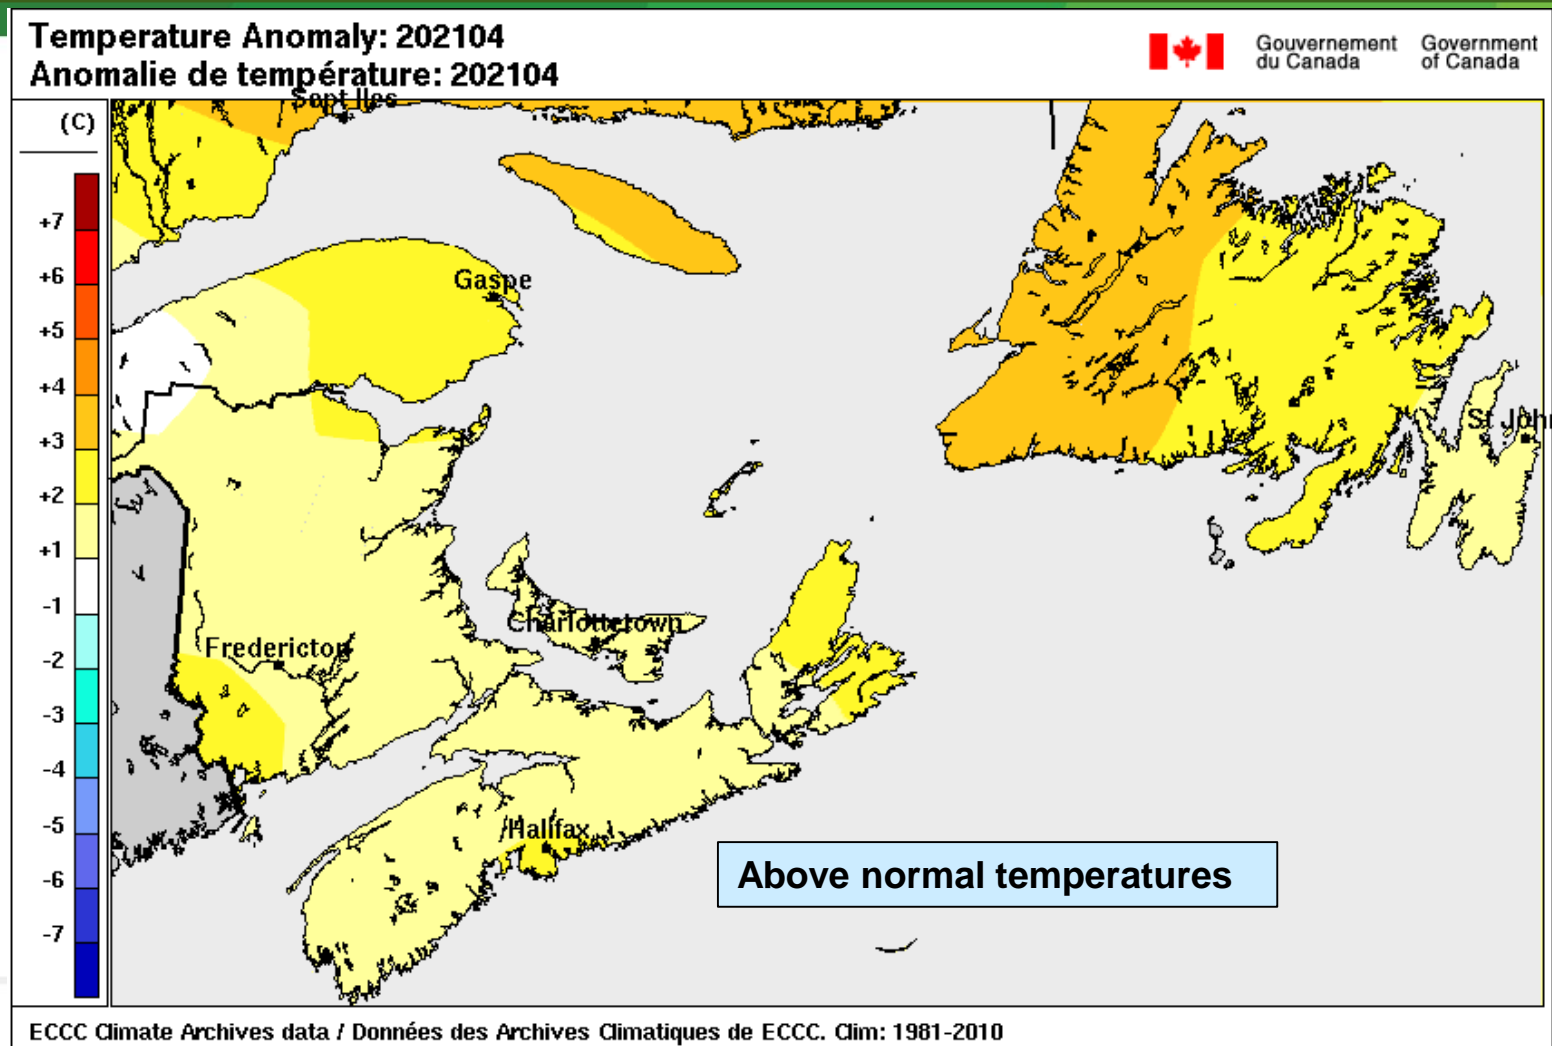 Temperature Anomaly: 202104
Anomalie de température: 202104
Gouvernement du Canada
Government of Canada
(C)
+7
+6
+5
+4
+3
+2
+1
-1
-2
-3
-4
-5
-6
-7
Sept Iles
Gaspe
St John
Charlottetown
Fredericton
Halifax
Above normal temperatures
ECCC Climate Archives data / Données des Archives Climatiques de ECCC. Clim: 1981-2010